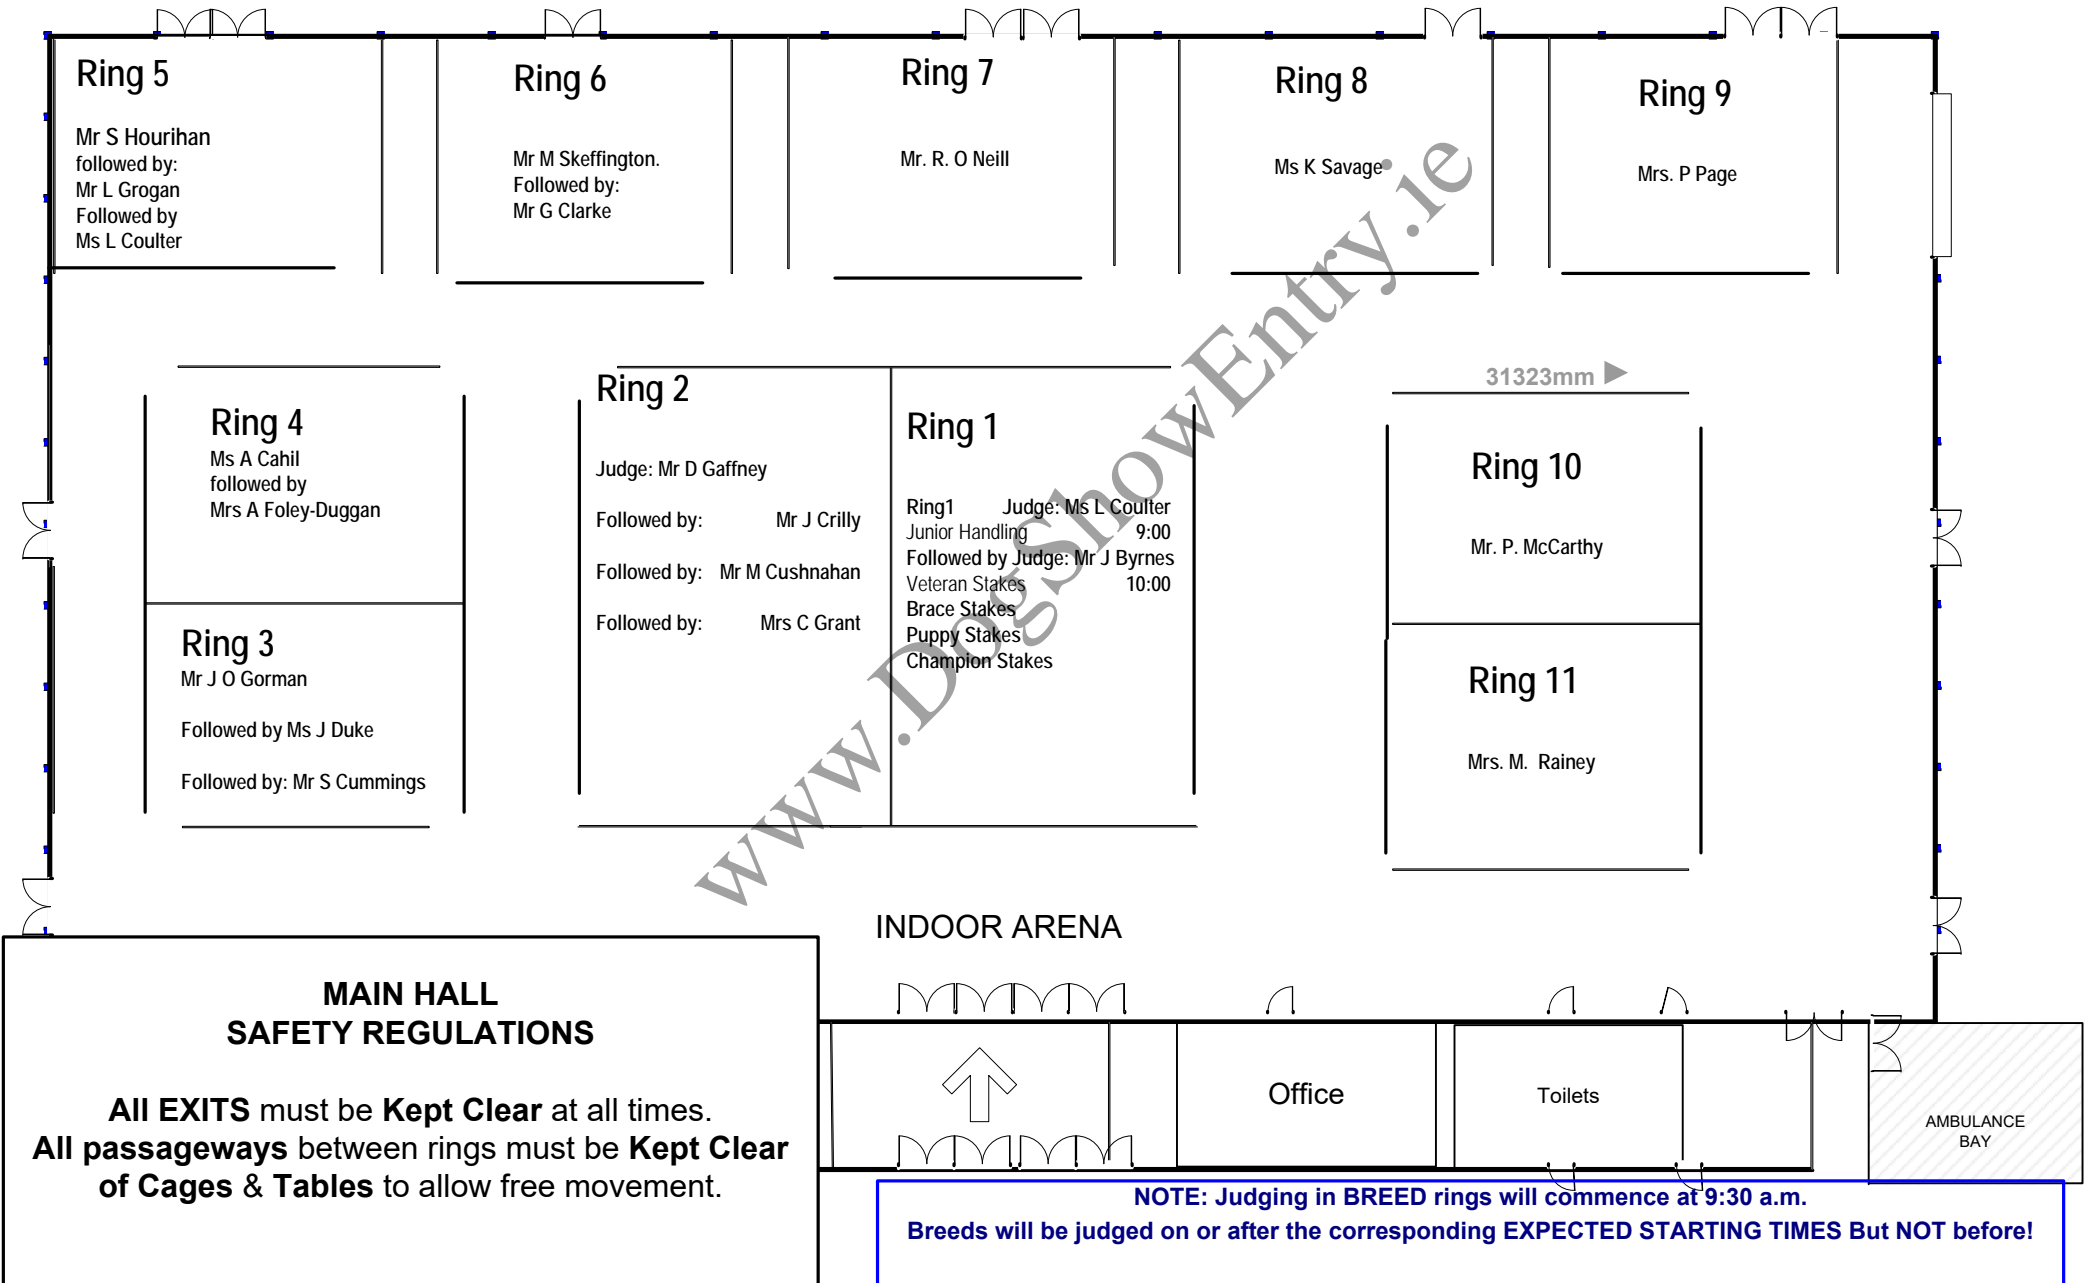 Ring 5
Mr S Hourihan
followed by:
Mr L Grogan
Followed by
Ms L Coulter
Ring 6
Mr M Skeffington.
Followed by:
Mr G Clarke
Ring 7
Mr. R. O Neill
Ring 8
Ms K Savage
Ring 9
Mrs. P Page
Ring 4
Ms A Cahil
followed by
Mrs A Foley-Duggan
Ring 3
Mr J O Gorman
Followed by Ms J Duke
Followed by: Mr S Cummings
Ring 2
Judge: Mr D Gaffney
Followed by: Mr J Crilly
Followed by: Mr M Cushnahan
Followed by: Mrs C Grant
Ring 1
Ring1 Judge: Ms L Coulter
Junior Handling 9:00
Followed by Judge: Mr J Byrnes
Veteran Stakes 10:00
Brace Stakes
Puppy Stakes
Champion Stakes
31323mm
Ring 10
Mr. P. McCarthy
Ring 11
Mrs. M. Rainey
www.DogShowEntry.ie
INDOOR ARENA
MAIN HALL
SAFETY REGULATIONS
All EXITS must be Kept Clear at all times.
All passageways between rings must be Kept Clear
of Cages & Tables to allow free movement.
Office
Toilets
AMBULANCE
BAY
NOTE: Judging in BREED rings will commence at 9:30 a.m.
Breeds will be judged on or after the corresponding EXPECTED STARTING TIMES But NOT before!